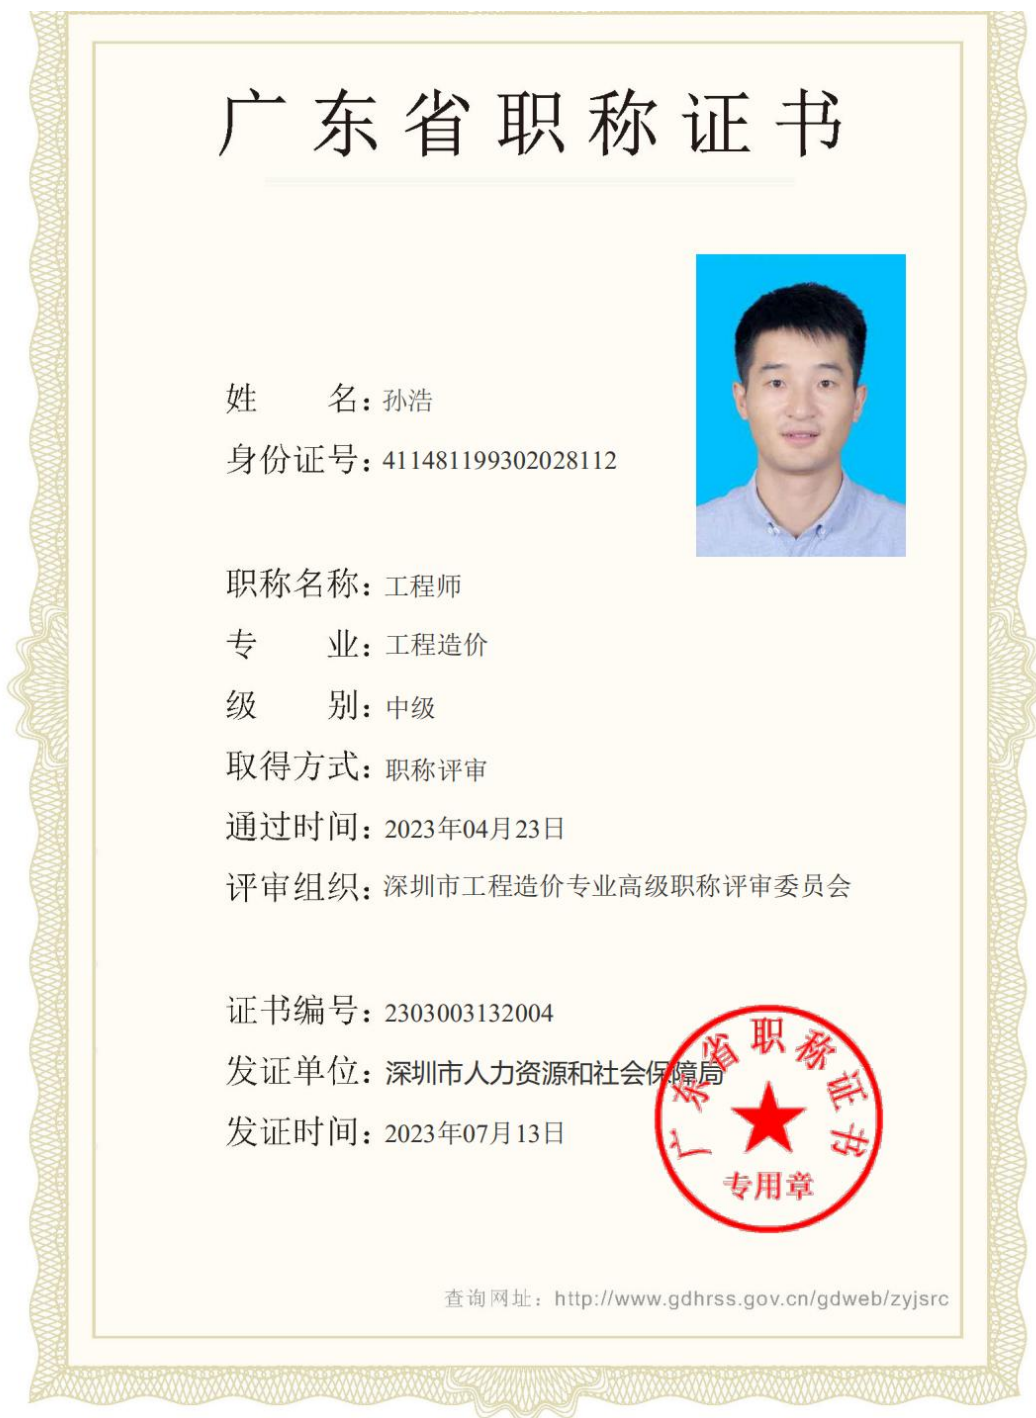 广东省职称证书
姓 名：孙浩
身份证号：411481199302028112
职称名称：工程师
专 业：工程造价
级 别：中级
取得方式：职称评审
通过时间：2023年04月23日
评审组织：深圳市工程造价专业高级职称评审委员会
证书编号：2303003132004
发证单位：深圳市人力资源和社会保障局
发证时间：2023年07月13日
广东省职称证书
专用章
查询网址：http://www.gdhrss.gov.cn/gdweb/zyjsrc